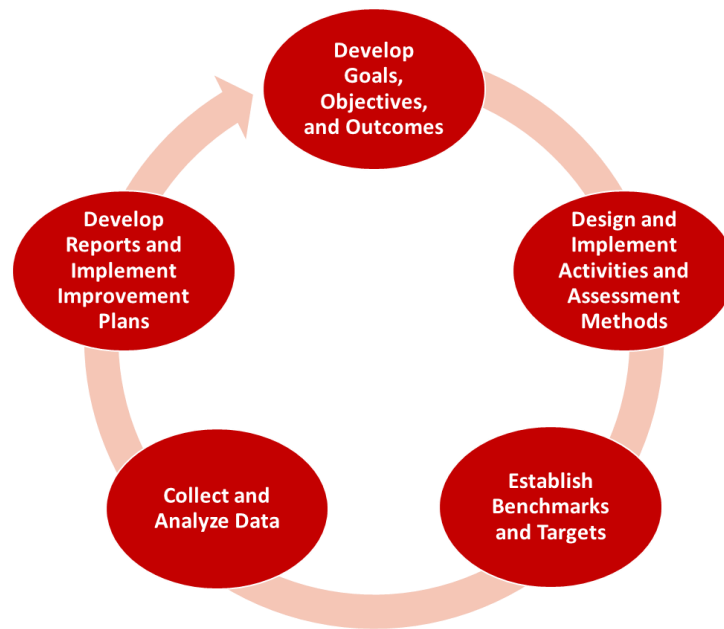 Develop
Goals,
Objectives,
and Outcomes
Design and
Implement
Activities and
Assessment
Methods
Establish
Benchmarks
and Targets
Collect and
Analyze Data
Develop
Reports and
Implement
Improvement
Plans